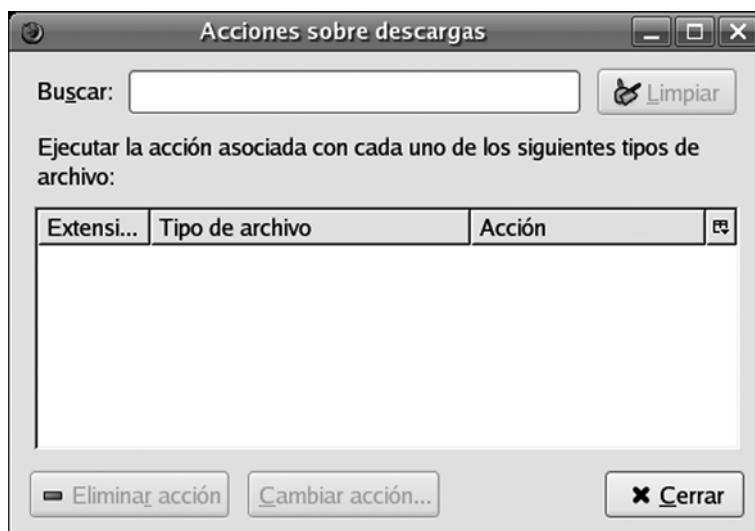 Acciones sobre descargas
Buscar:
Limpiar
Ejecutar la acción asociada con cada uno de los siguientes tipos de
archivo:
Extensi... Tipo de archivo Acción
Eliminar acción Cambiar acción... Cerrar